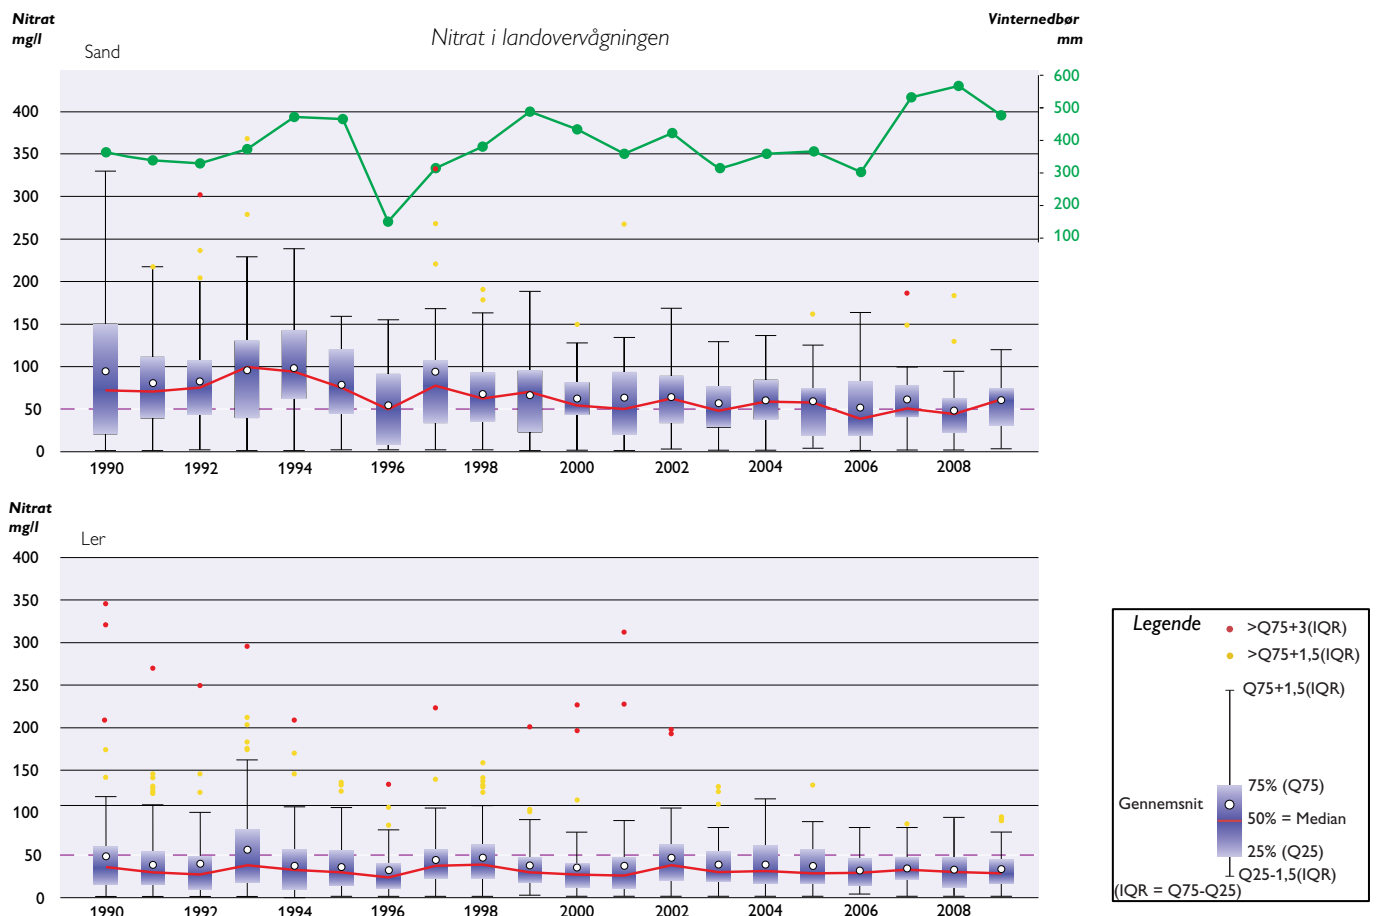 Nitrat
mg/l
Nitrat i landovervågningen
Vinternedbør
mm
Sand
400
350
300
250
200
150
100
50
0
600
500
400
300
200
100
1990 1992 1994 1996 1998 2000 2002 2004 2006 2008
Nitrat
mg/l
Ler
400
350
300
250
200
150
100
50
0
1990 1992 1994 1996 1998 2000 2002 2004 2006 2008
Legende
>Q75+3(IQR)
>Q75+1,5(IQR)
Q75+1,5(IQR)
75% (Q75)
Gennemsnit
50% = Median
25% (Q25)
Q25-1,5(IQR)
(IQR = Q75-Q25)